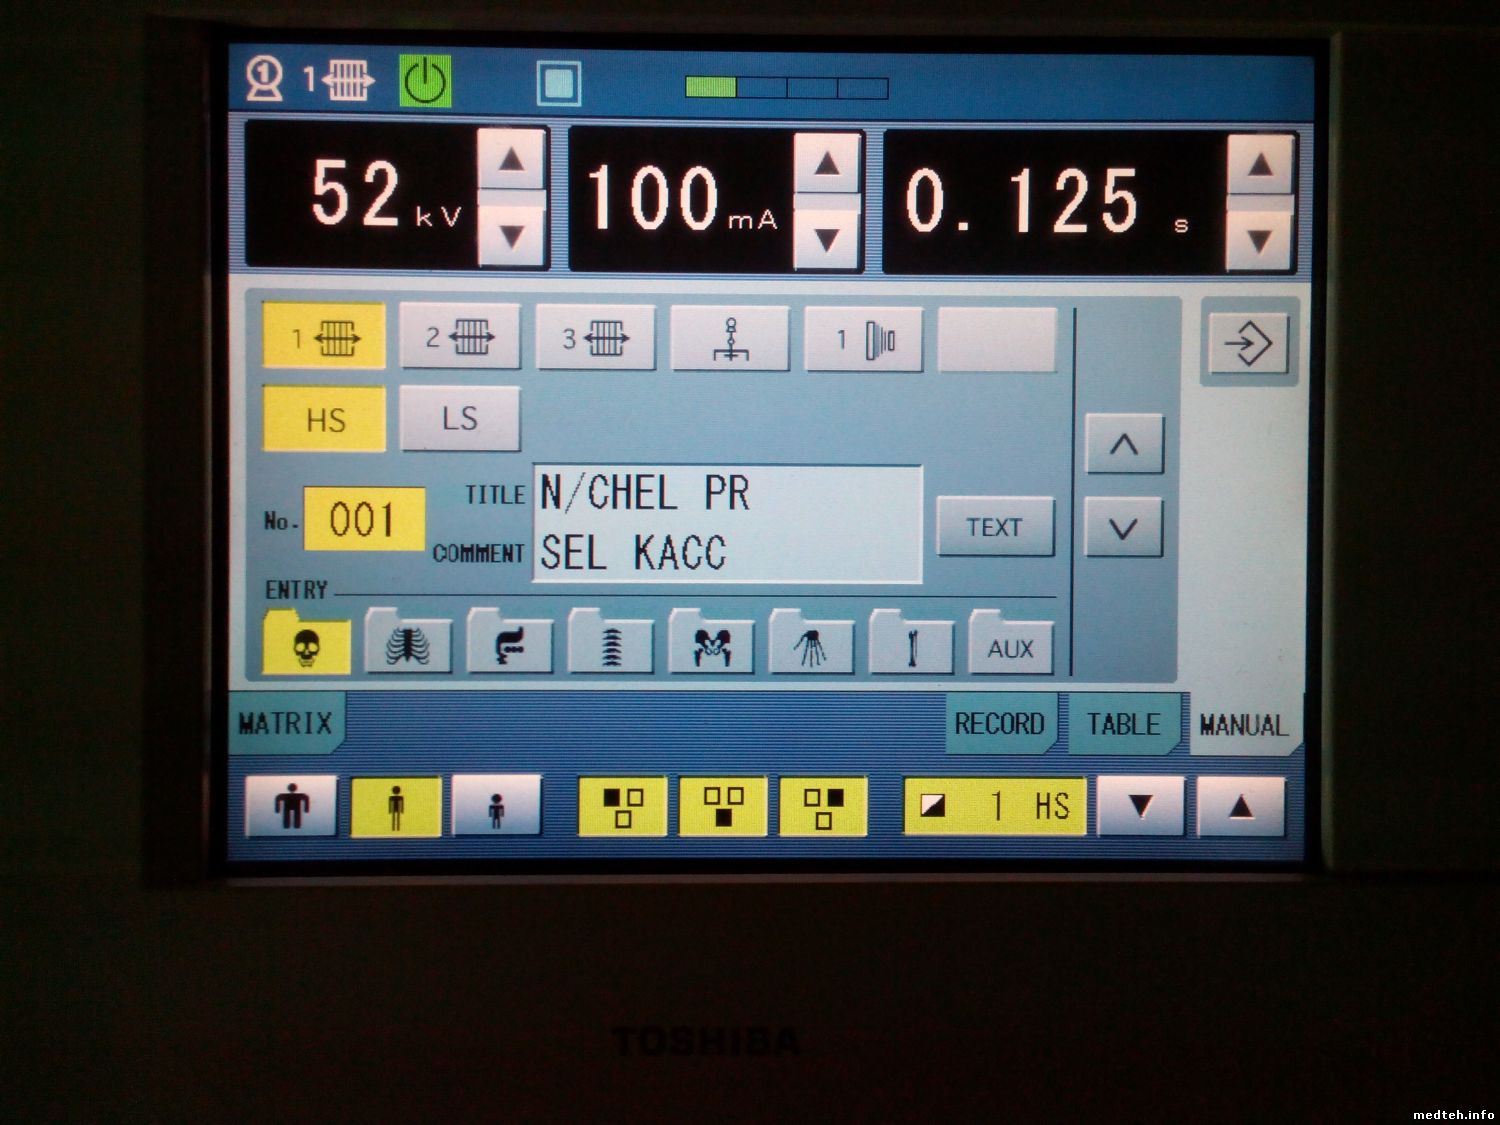 1 1
52 kV 100 mA 0. 125 s
1 2 3 1
HS LS
TITLE N/CHEL PR
No. 001 TEXT
COMMENT SEL KACC
ENTRY
AUX
MATRIX RECORD TABLE MANUAL
1 HS
TOSHIBA
medteh.info